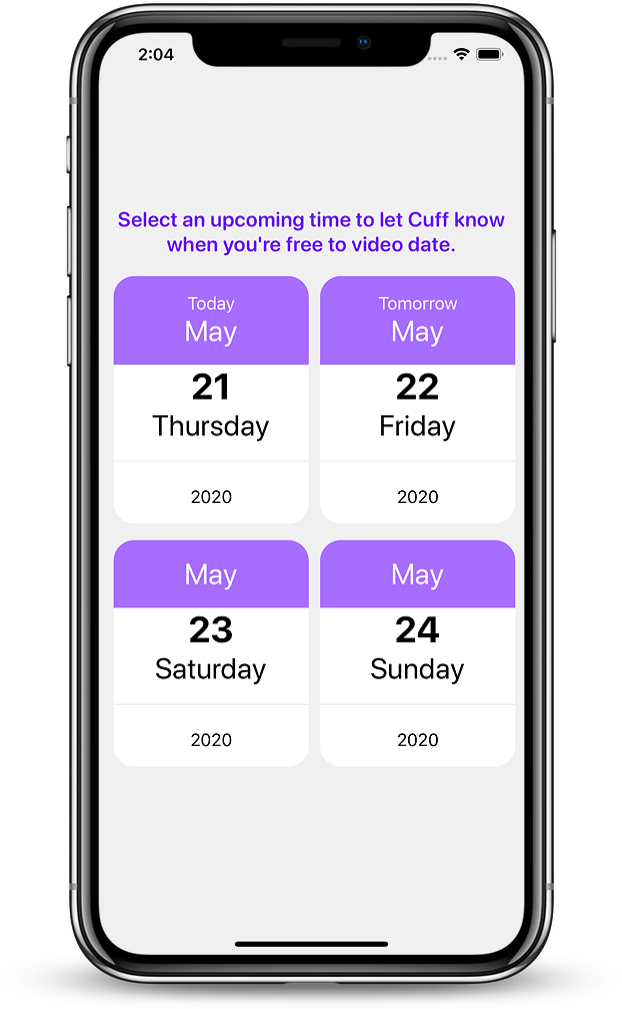 2:04
Select an upcoming time to let Cuff know
when you're free to video date.
Today
May
21
Thursday
2020
Tomorrow
May
22
Friday
2020
May
23
Saturday
2020
May
24
Sunday
2020